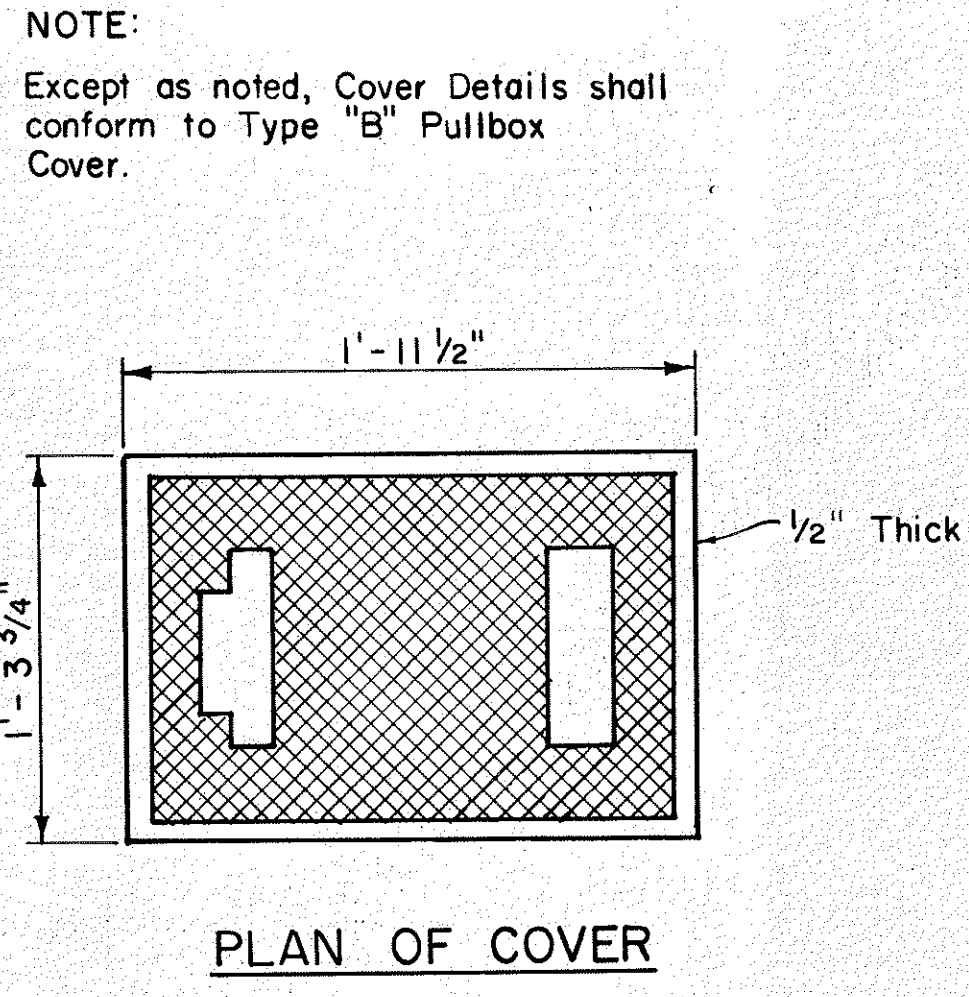 NOTE:
Except as noted, Cover Details shall
conform to Type "B" Pullbox
Cover.
1'-11 1/2"
1/2" Thick
1'-3 3/4"
PLAN OF COVER